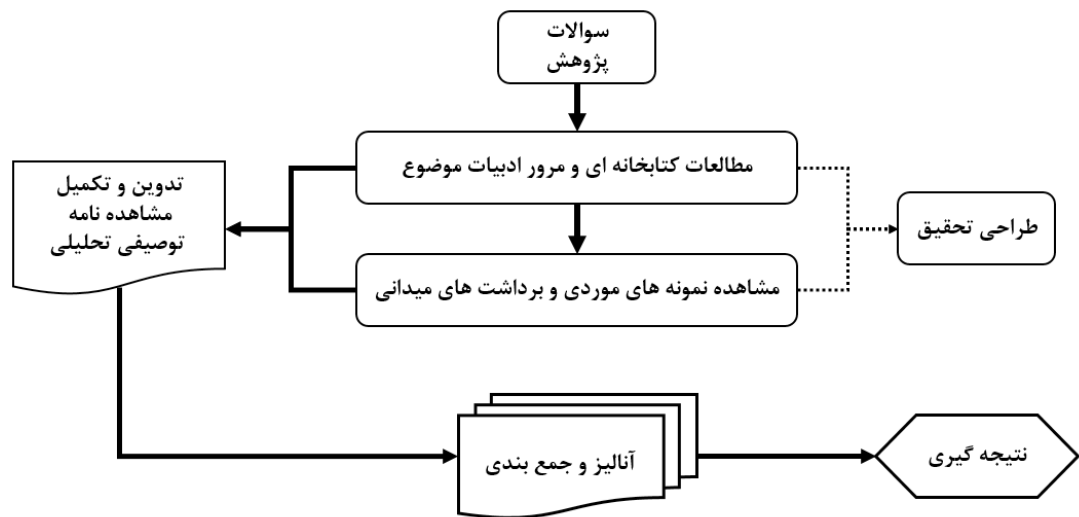 سوالات
پژوهش
مطالعات کتابخانه ای و مرور ادبیات موضوع
طراحی تحقیق
تدوین و تکمیل
مشاهده نامه
توصیفی تحلیلی
مشاهده نمونه های موردی و برداشت های میدانی
آنالیز و جمع بندی
نتیجه گیری